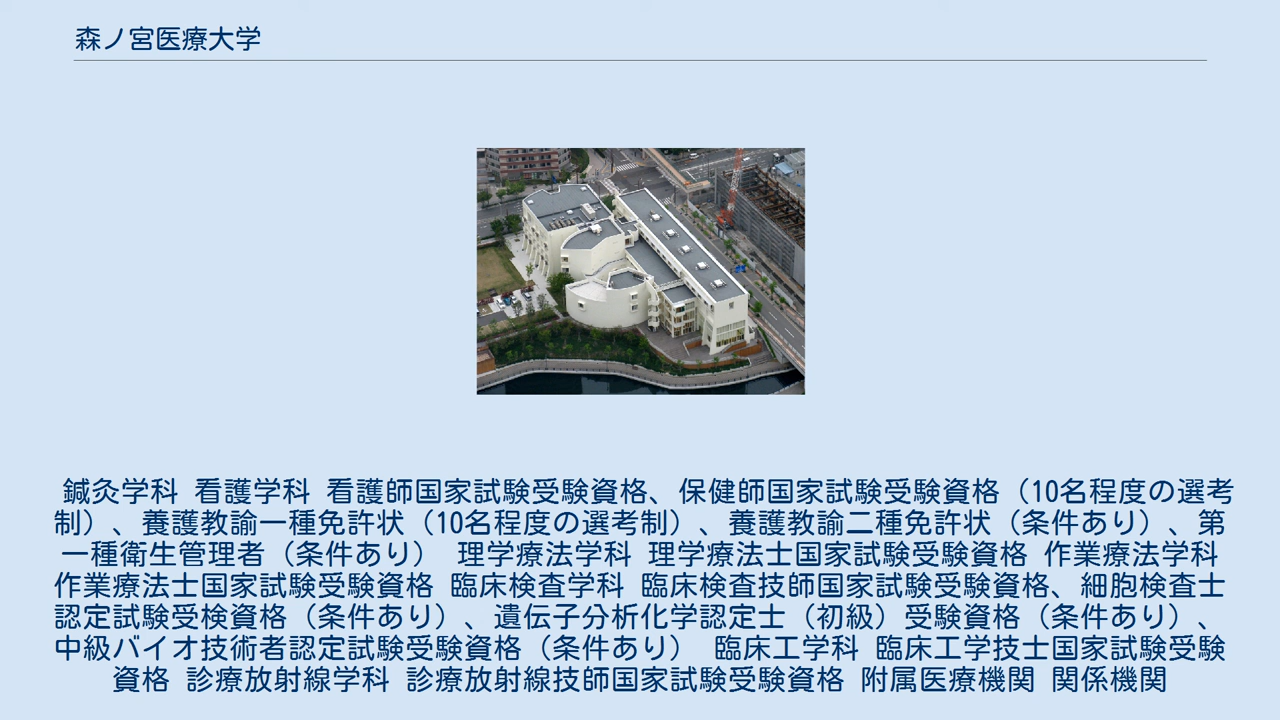 森ノ宮医療大学
鍼灸学科 看護学科 看護師国家試験受験資格、保健師国家試験受験資格（10名程度の選考
制）、養護教諭一種免許状（10名程度の選考制）、養護教諭二種免許状（条件あり）、第
一種衛生管理者（条件あり） 理学療法学科 理学療法士国家試験受験資格 作業療法学科
作業療法士国家試験受験資格 臨床検査学科 臨床検査技師国家試験受験資格、細胞検査士
認定試験受検資格（条件あり）、遺伝子分析化学認定士（初級）受験資格（条件あり）、
中級バイオ技術者認定試験受験資格（条件あり） 臨床工学科 臨床工学技士国家試験受験
資格 診療放射線学科 診療放射線技師国家試験受験資格 附属医療機関 関係機関